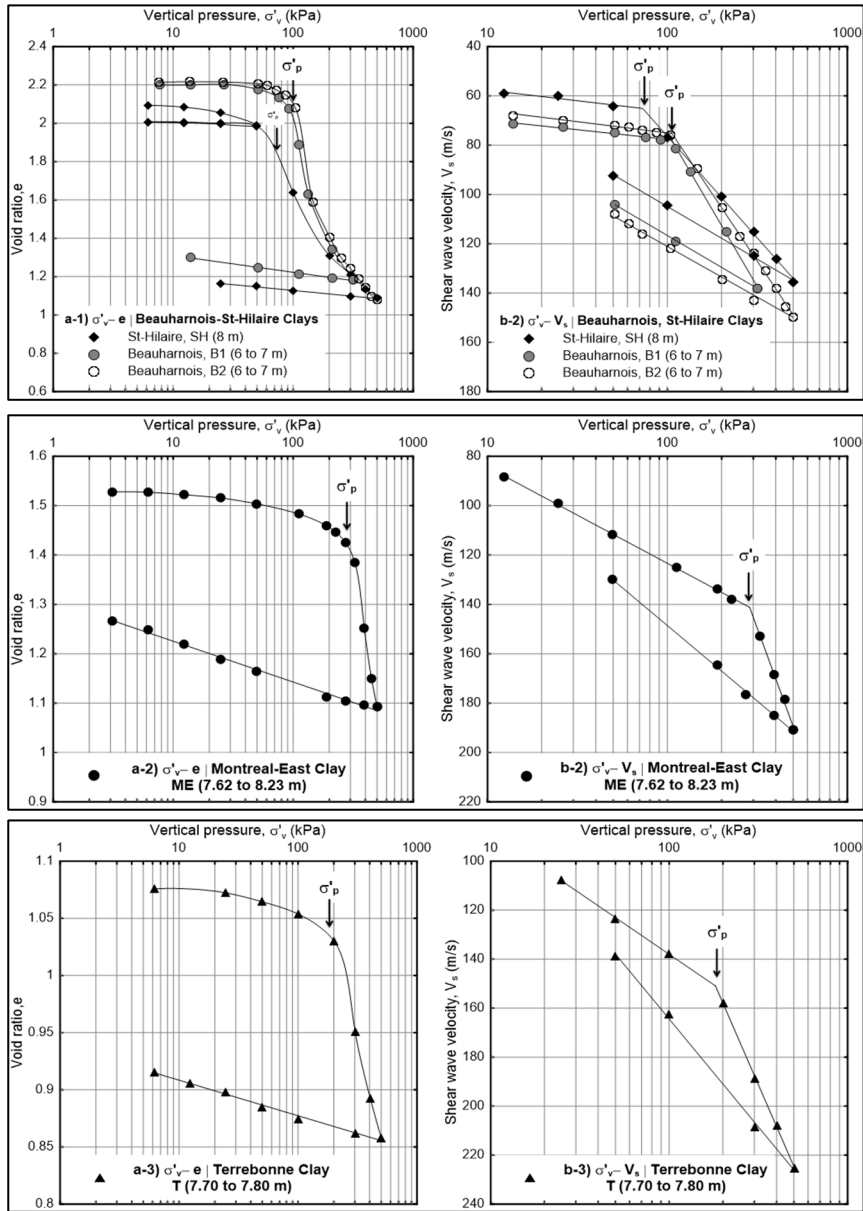 Vertical pressure, σ'v (kPa)
1 10 100 1000
2.4
2.2
2
1.8
1.6
1.4
1.2
1
0.8
0.6
Void ratio,e
σ'p
σ'p
a-1) σ'v– e | Beauharnois-St-Hilaire Clays
St-Hilaire, SH (8 m)
Beauharnois, B1 (6 to 7 m)
Beauharnois, B2 (6 to 7 m)
Vertical pressure, σ'v (kPa)
10 100 1000
40
60
80
100
120
140
160
180
Shear wave velocity, Vs (m/s)
σ'p
σ'p
b-2) σ'v– Vs | Beauharnois, St-Hilaire Clays
St-Hilaire, SH (8 m)
Beauharnois, B1 (6 to 7 m)
Beauharnois, B2 (6 to 7 m)
Vertical pressure, σ'v (kPa)
1 10 100 1000
1.6
1.5
1.4
1.3
1.2
1.1
1
0.9
Void ratio,e
σ'p
a-2) σ'v– e | Montreal-East Clay
ME (7.62 to 8.23 m)
Vertical pressure, σ'v (kPa)
10 100 1000
80
100
120
140
160
180
200
220
Shear wave velocity, Vs (m/s)
σ'p
b-2) σ'v– Vs | Montreal-East Clay
ME (7.62 to 8.23 m)
Vertical pressure, σ'v (kPa)
1 10 100 1000
1.1
1.05
1
0.95
0.9
0.85
0.8
Void ratio,e
σ'p
a-3) σ'v– e | Terrebonne Clay
T (7.70 to 7.80 m)
Vertical pressure, σ'v (kPa)
10 100 1000
100
120
140
160
180
200
220
240
Shear wave velocity, Vs (m/s)
σ'p
b-3) σ'v– Vs | Terrebonne Clay
T (7.70 to 7.80 m)